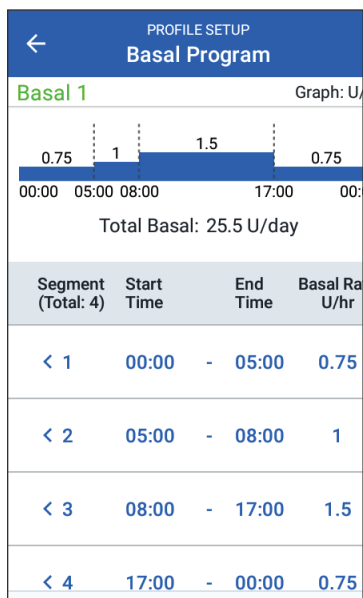 PROFILE SETUP
Basal Program
Basal 1 Graph: U/
0.75 1 1.5 0.75
00:00 05:00 08:00 17:00 00:
Total Basal: 25.5 U/day
Segment (Total: 4) Start Time End Time Basal Ra U/hr
< 1 00:00 - 05:00 0.75
< 2 05:00 - 08:00 1
< 3 08:00 - 17:00 1.5
< 4 17:00 - 00:00 0.75